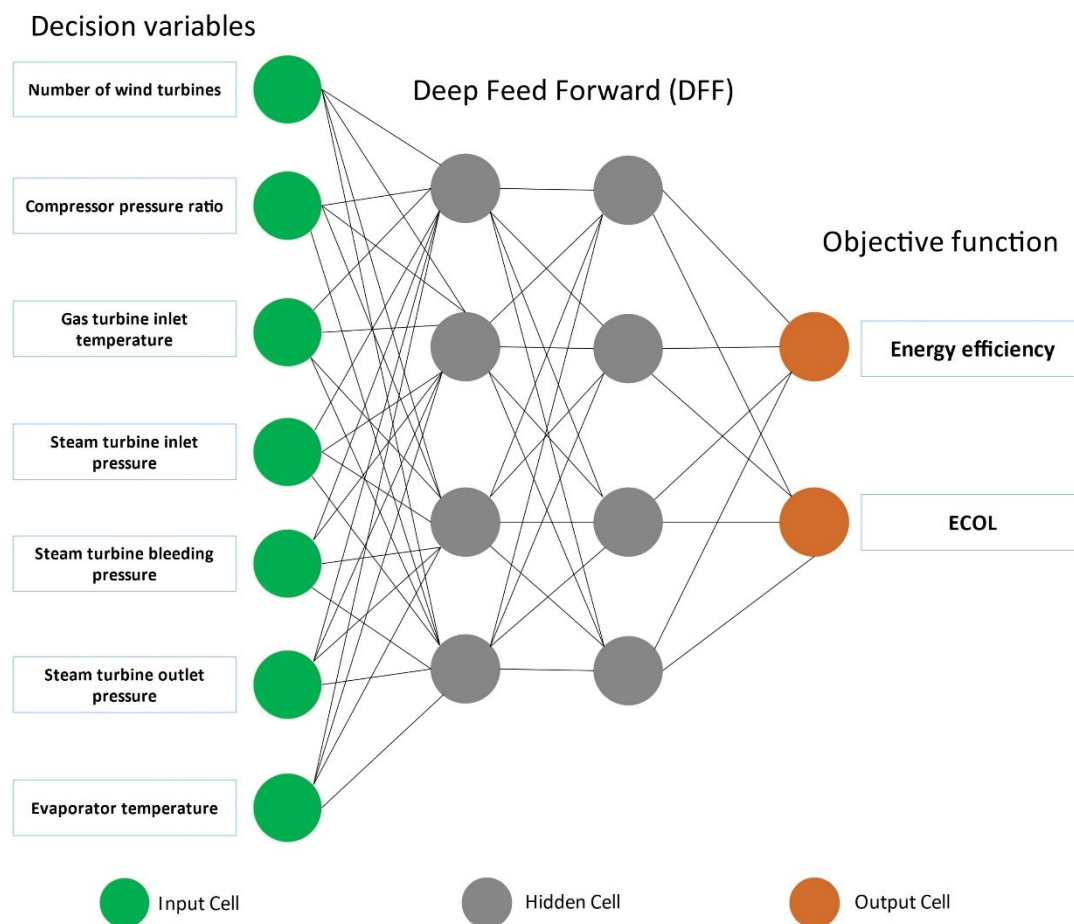 Decision variables
Number of wind turbines
Deep Feed Forward (DFF)
Compressor pressure ratio
Objective function
Gas turbine inlet
temperature
Energy efficiency
Steam turbine inlet
pressure
ECOL
Steam turbine bleeding
pressure
Steam turbine outlet
pressure
Evaporator temperature
Input Cell
Hidden Cell
Output Cell